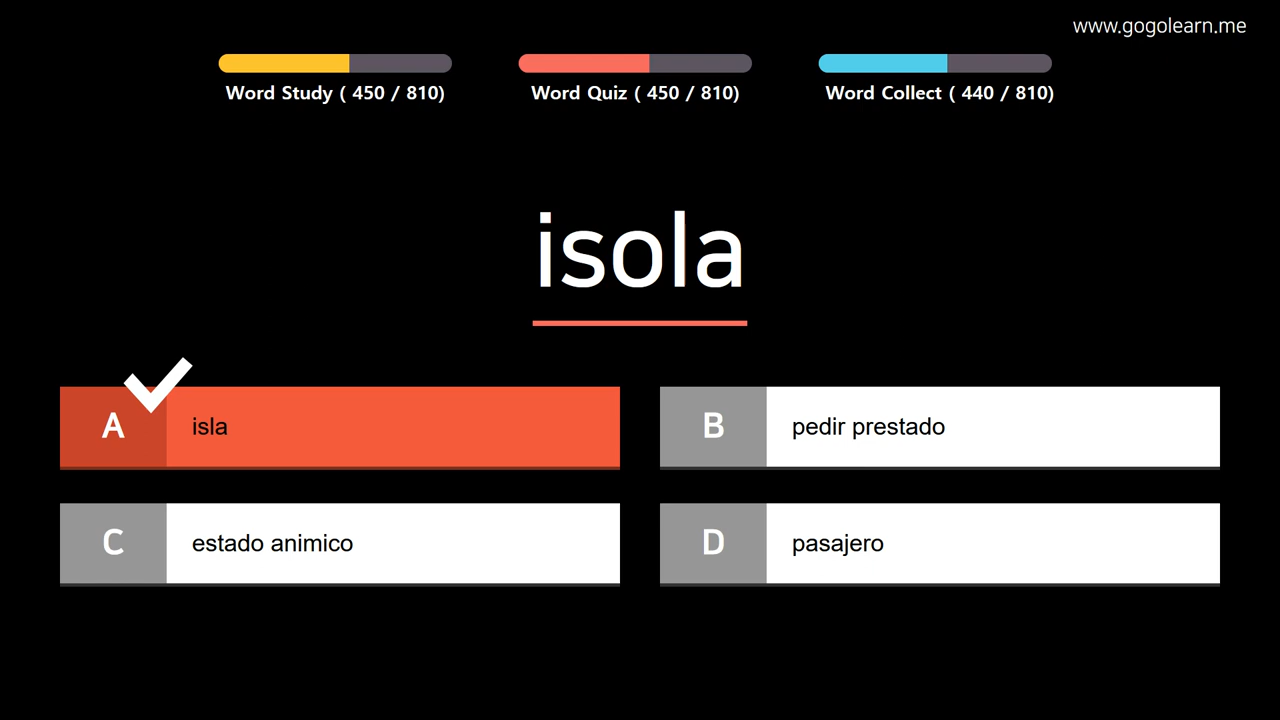 www.gogolearn.me
Word Study ( 450 / 810)
Word Quiz ( 450 / 810)
Word Collect ( 440 / 810)
isola
A
isla
B
pedir prestado
C
estado animico
D
pasajero